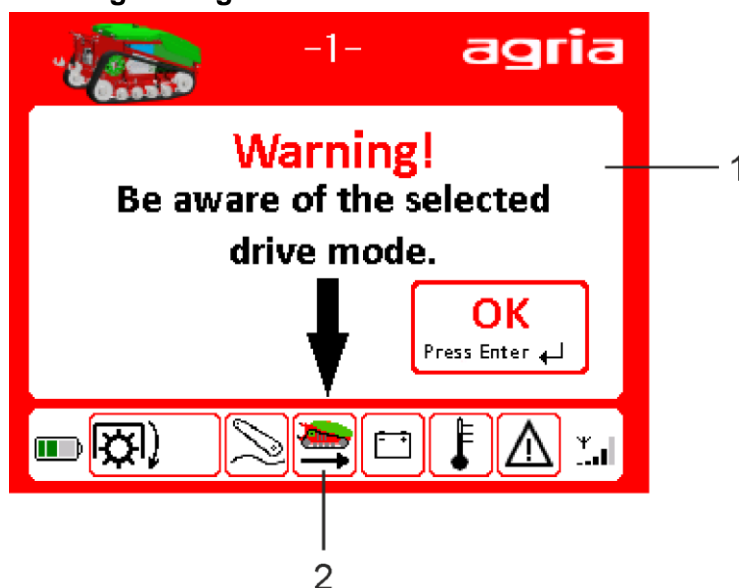 -1-
agria
Warning!
Be aware of the selected
drive mode.
OK
Press Enter
1
2